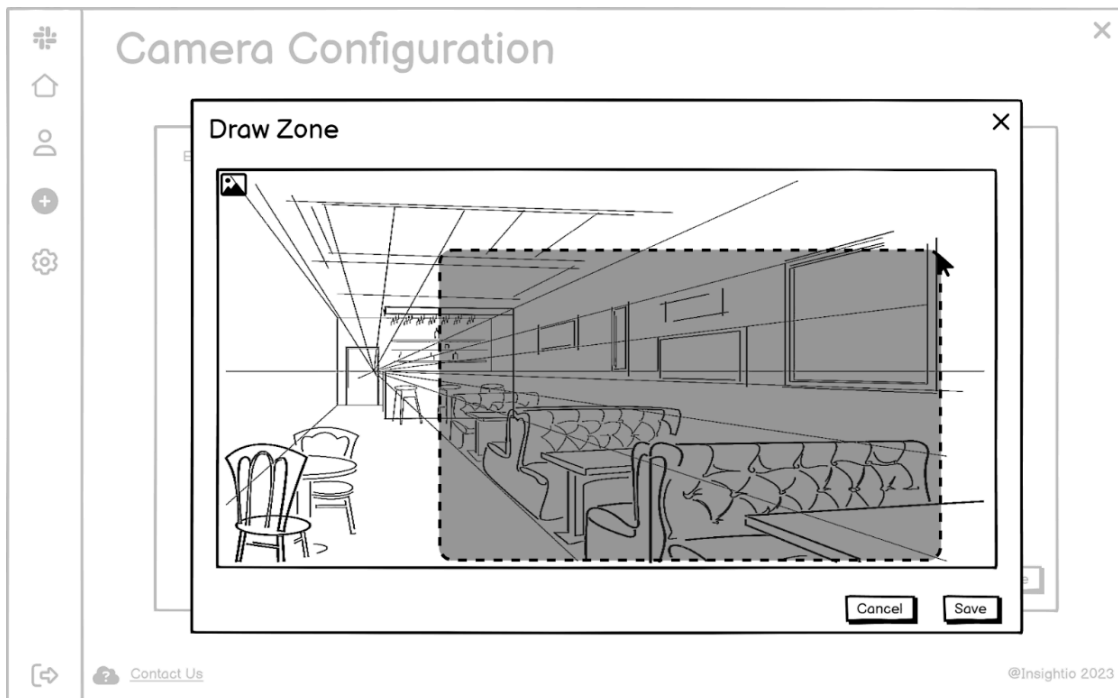 Camera Configuration
Draw Zone
Cancel
Save
Contact Us
@Insightio 2023